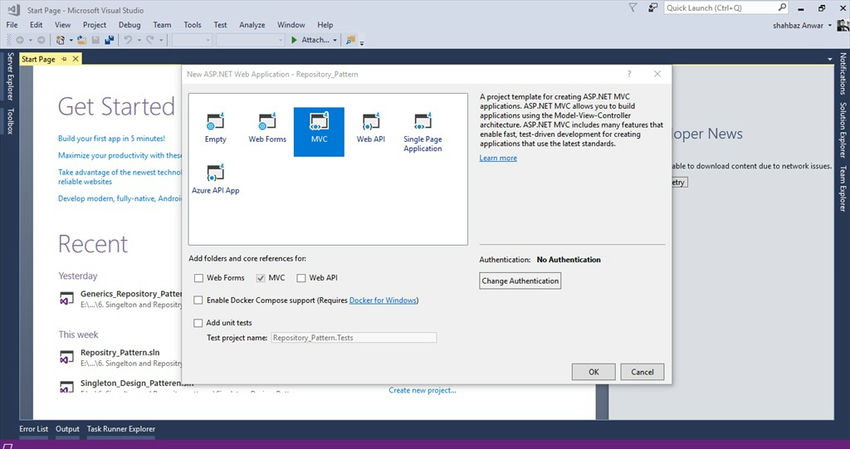 Start Page - Microsoft Visual Studio
Quick Launch (Ctrl+Q)
File Edit View Project Debug Team Tools Test Analyze Window Help
shahbaz Anwar
Attach...
Start Page
Server Explorer
Toolbox
Get Started
Build your first app in 5 minutes!
Maximize your productivity with these
Take advantage of the newest techno
reliable websites
Develop modern, fully-native, Android
Recent
Yesterday
Generics_Repository_Patter
E:\...\6. Singelton and Reposito
This week
Repositry_Pattern.sln
E:\...\6. Singelton and Reposito
Singleton_Design_Patteren.sln
Create new project...
New ASP.NET Web Application - Repository_Pattern
? ×
Empty
Web Forms
MVC
Web API
Single Page
Application
Azure API App
A project template for creating ASP.NET MVC
applications. ASP.NET MVC allows you to build
applications using the Model-View-Controller
architecture. ASP.NET MVC includes many features that
enable fast, test-driven development for creating
applications that use the latest standards.
Learn more
Add folders and core references for:
Web Forms MVC Web API
Enable Docker Compose support (Requires Docker for Windows)
Add unit tests
Test project name: Repository_Pattern.Tests
Authentication: No Authentication
Change Authentication
OK Cancel
oper News
able to download content due to network issues.
etry
Notifications
Solution Explorer
Team Explorer
Error List Output Task Runner Explorer